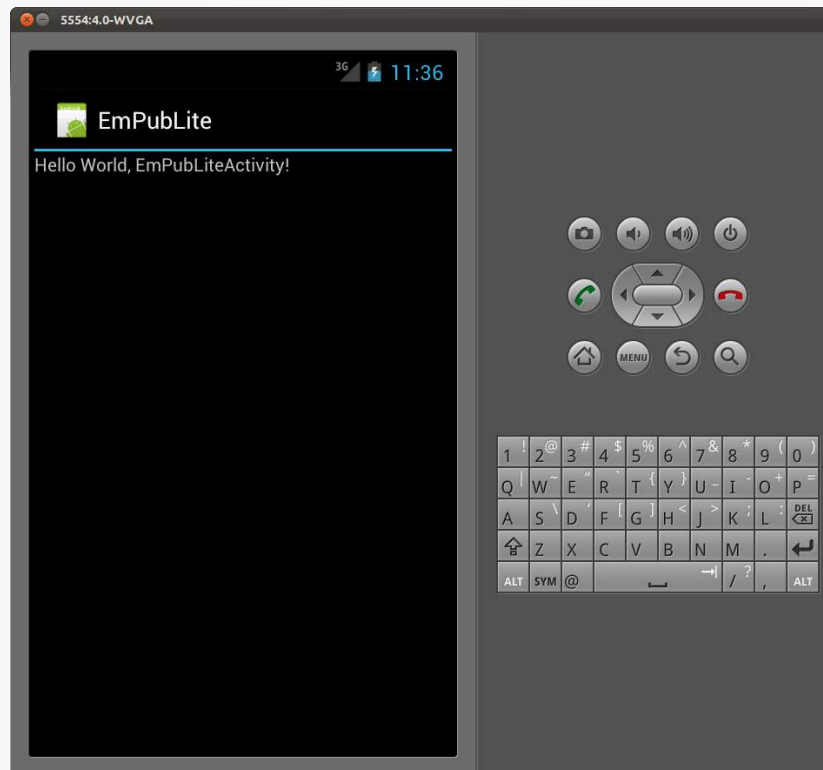 5554:4.0-WVGA
3G 11:36
EmPubLite
Hello World, EmPubLiteActivity!
MENU
1 ! 2 @ 3 # 4 $ 5 % 6 ^ 7 & 8 * 9 ( 0 )
Q | W ~ E " R ` T { Y } U _ I - O + P =
A S \ D ' F [ G ] H < J > K ; L : DEL
Z X C V B N M .
ALT SYM @ / ? , ALT